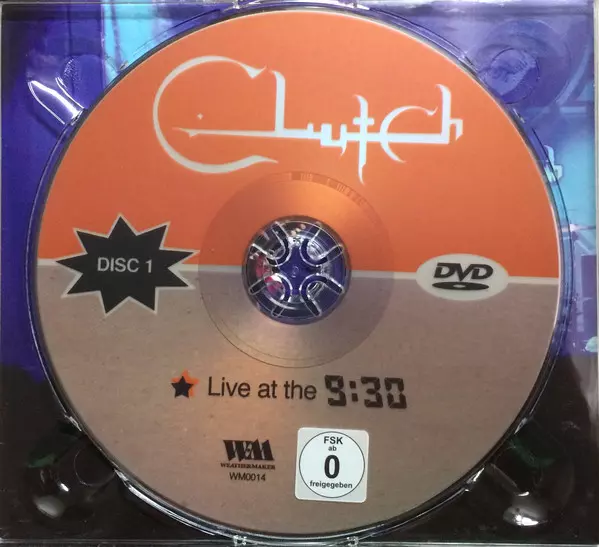 Clutch
DISC 1
DVD
Live at the 9:30
WM
WEATHERMAKER
WM0014
FSK
ab
0
freigegeben